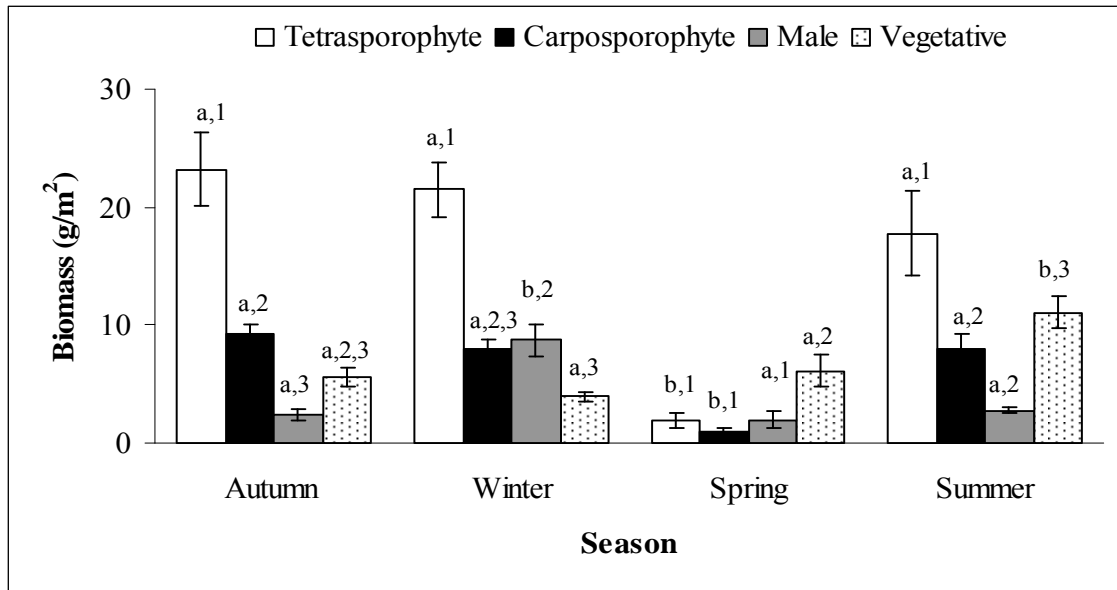 Tetrasporophyte Carposporophyte Male Vegetative
Biomass (g/m²)
30
20
10
0
a,1
a,2
a,3
a,2,3
a,1
a,2,3
b,2
a,3
b,1
b,1
a,1
a,2
a,1
a,2
a,2
b,3
Autumn Winter Spring Summer
Season